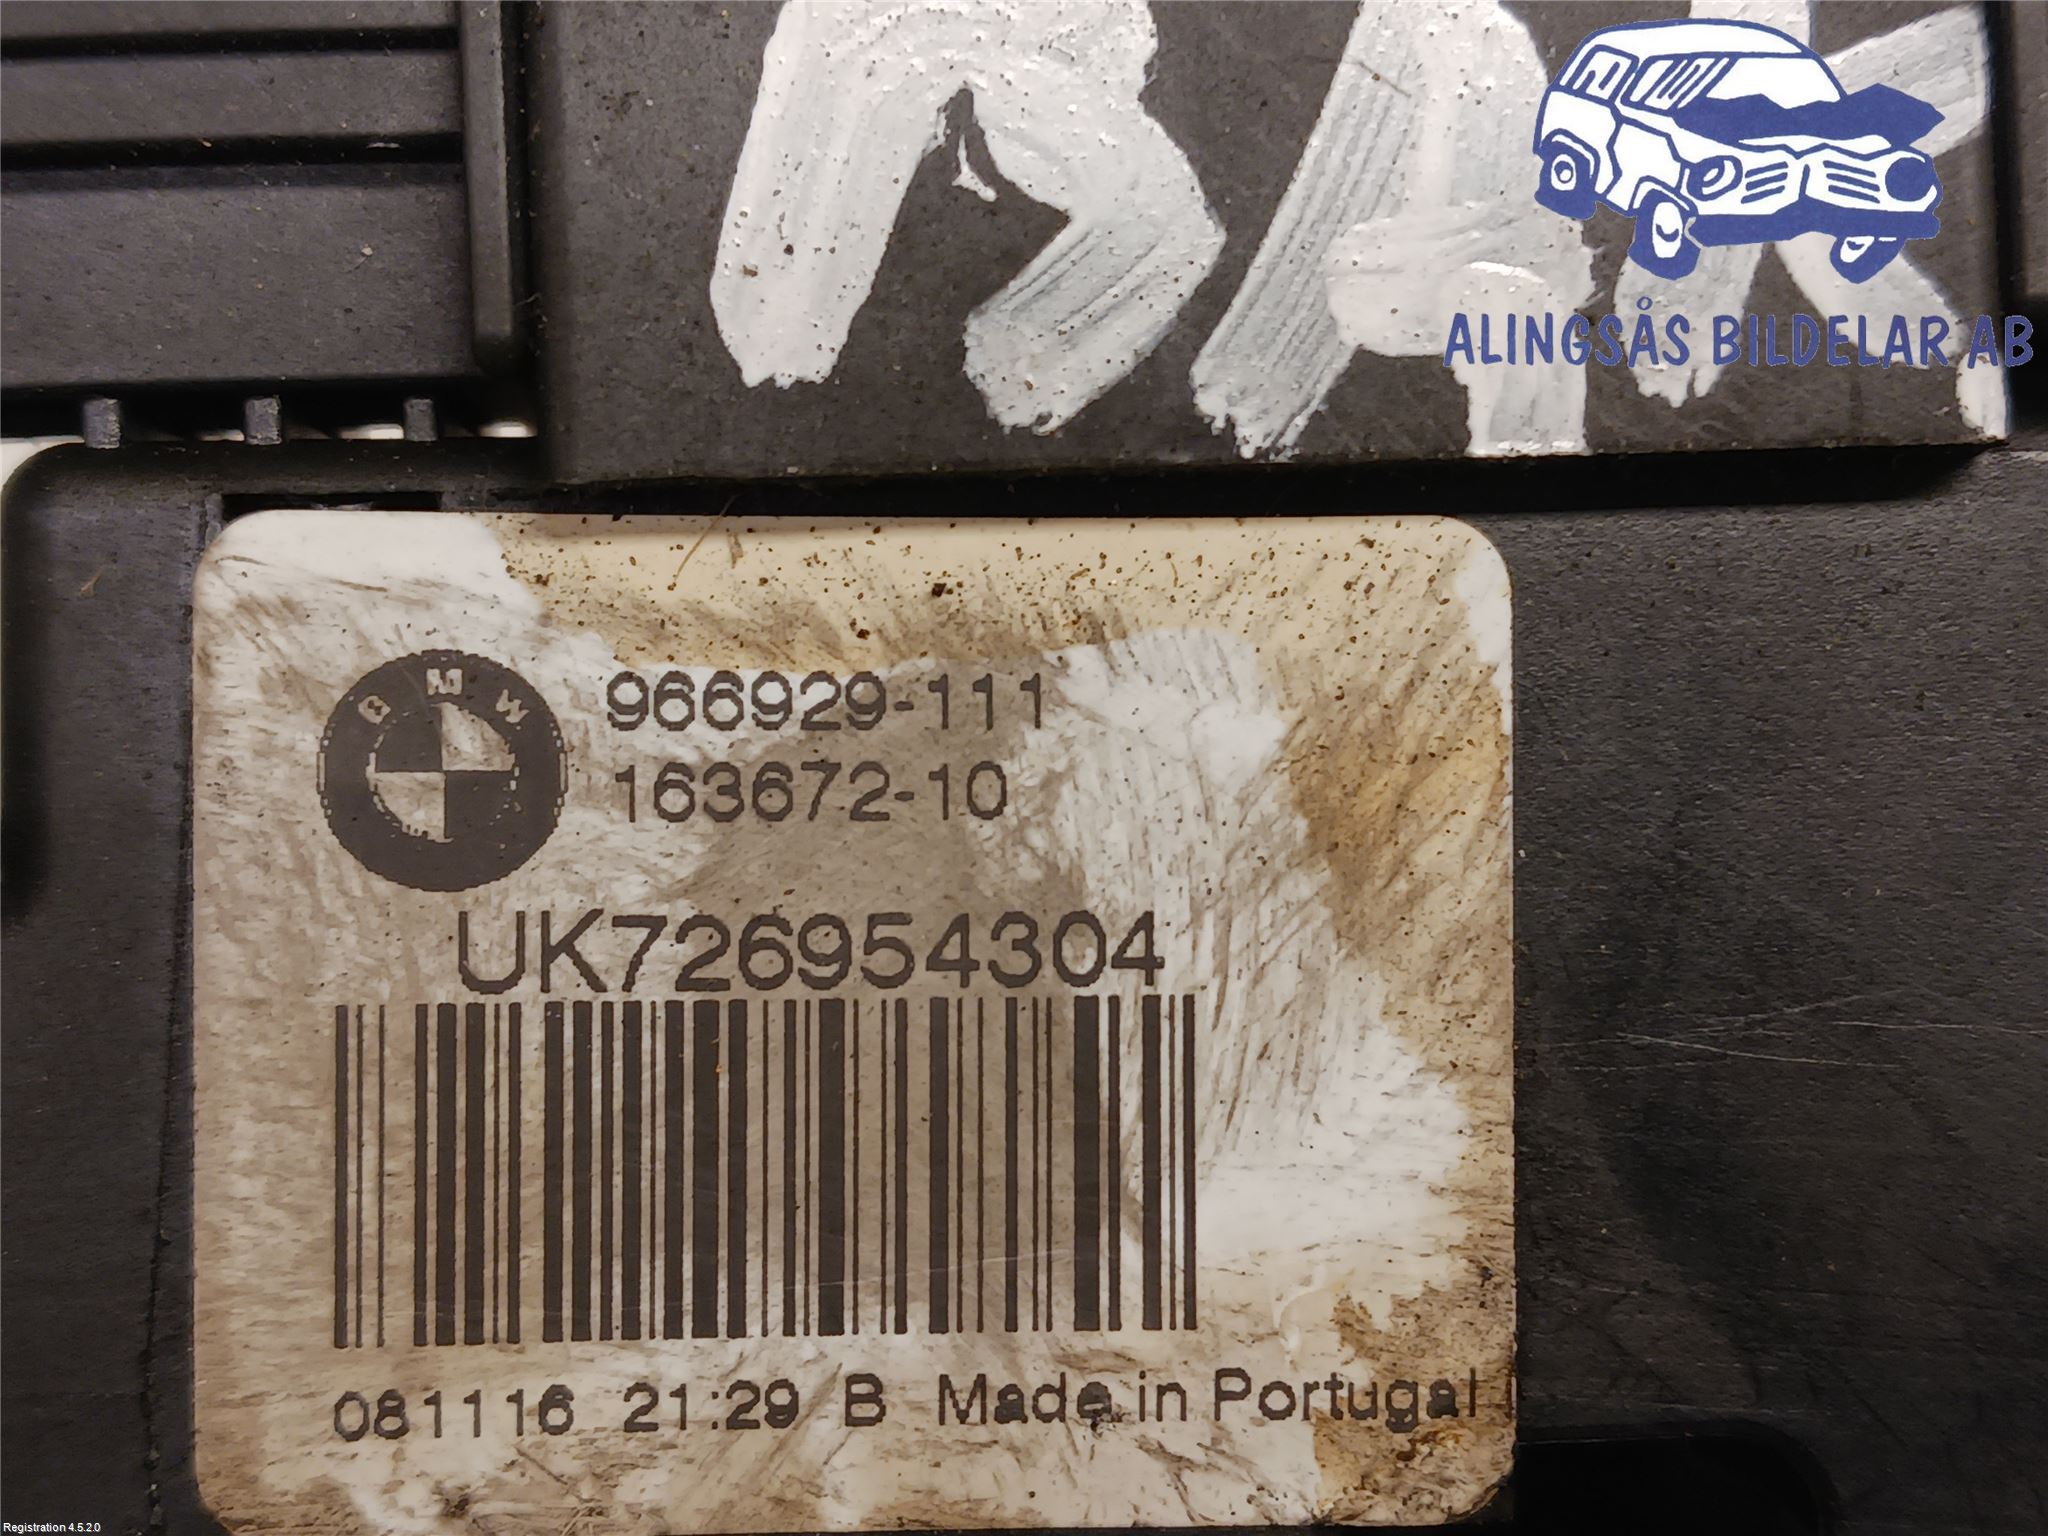 BAK
ALINGSÅS BILDELAR AB
BMW
966929-111
163672-10
UK726954304
081116 21:29 B Made in Portugal
Registration 4.5.2.0